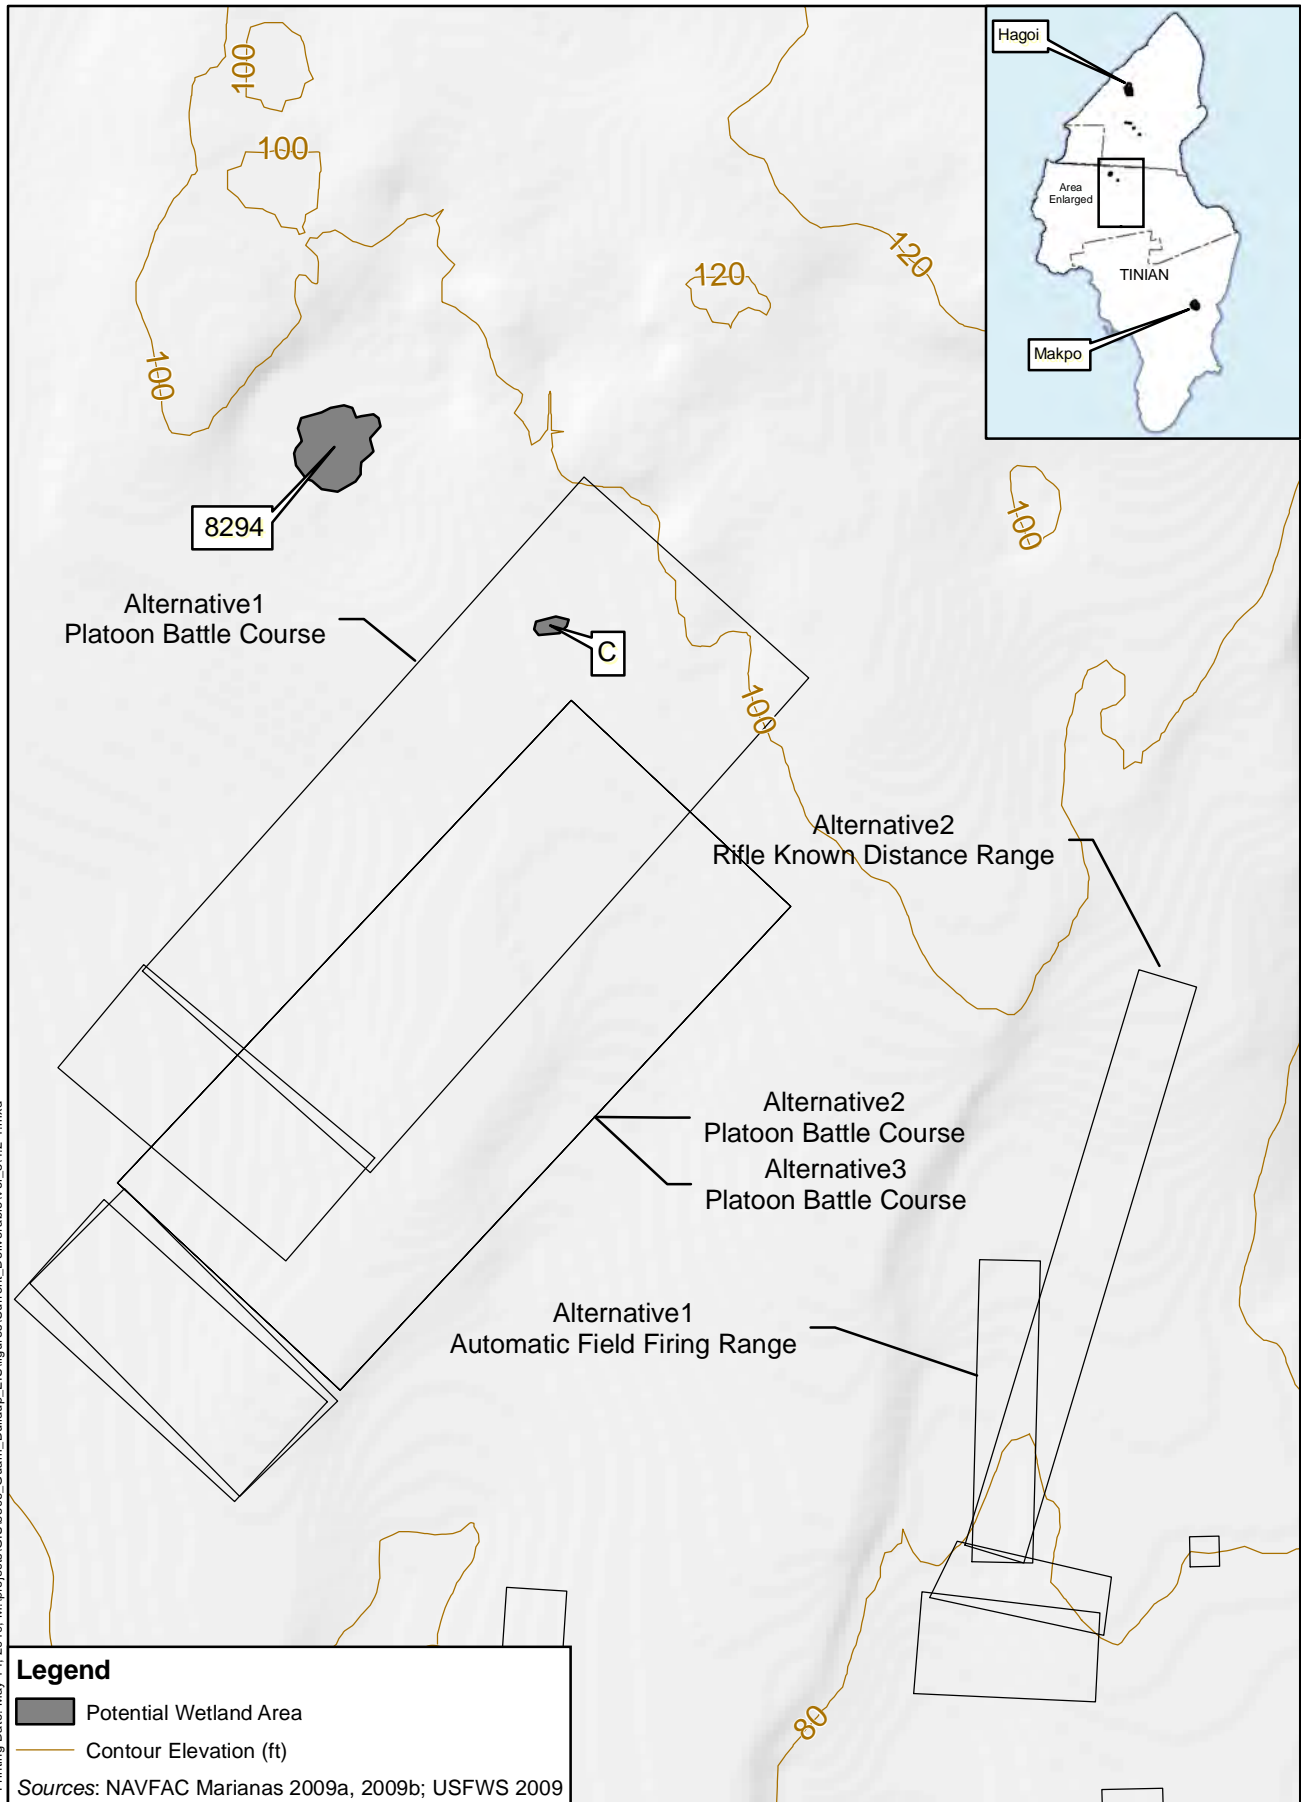 100
100
100
120
120
Hagoi
Area
Enlarged
TINIAN
Makpo
8294
100
Alternative1
Platoon Battle Course
C
100
Alternative2
Rifle Known Distance Range
Alternative2
Platoon Battle Course
Alternative3
Platoon Battle Course
Alternative1
Automatic Field Firing Range
80
Legend
Potential Wetland Area
Contour Elevation (ft)
Sources: NAVFAC Marianas 2009a, 2009b; USFWS 2009